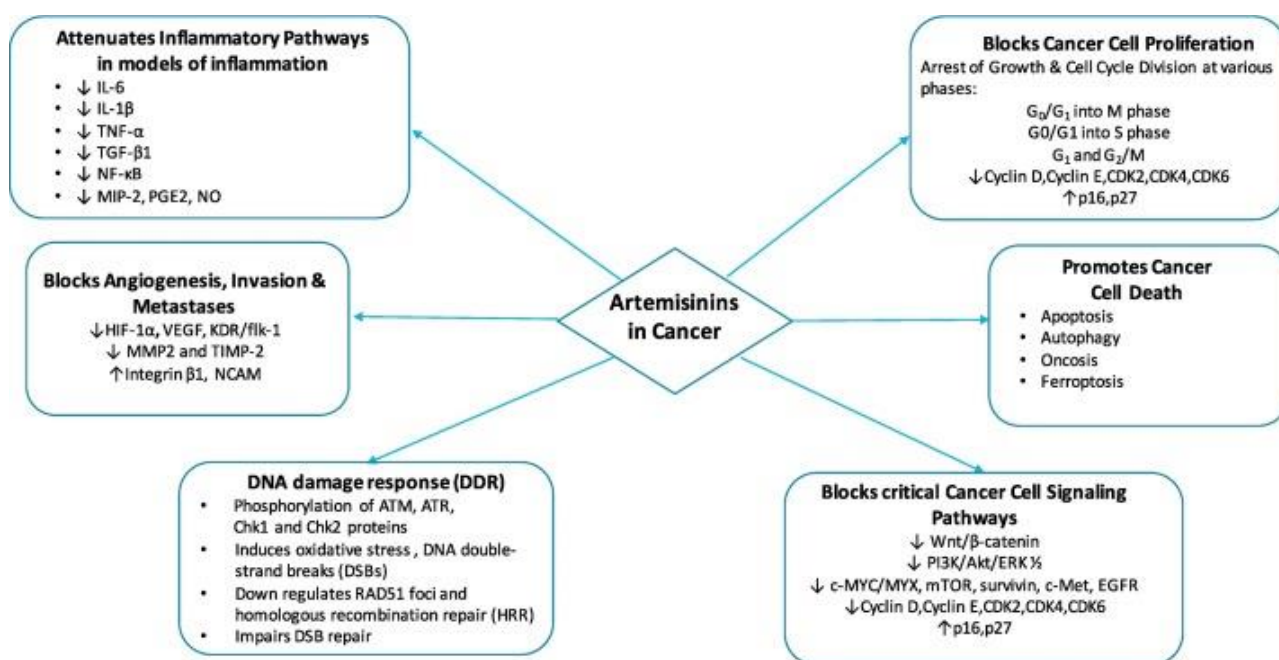 Attenuates Inflammatory Pathways
in models of inflammation
• ↓ IL-6
• ↓ IL-1β
• ↓ TNF-α
• ↓ TGF-β1
• ↓ NF-κB
• ↓ MIP-2, PGE2, NO
Blocks Cancer Cell Proliferation
Arrest of Growth & Cell Cycle Division at various
phases:
G₀/G₁ into M phase
G0/G1 into S phase
G₁ and G₂/M
↓Cyclin D,Cyclin E,CDK2,CDK4,CDK6
↑p16,p27
Blocks Angiogenesis, Invasion &
Metastases
↓HIF-1α, VEGF, KDR/flk-1
↓ MMP2 and TIMP-2
↑Integrin β1, NCAM
Artemisinins
in Cancer
Promotes Cancer
Cell Death
• Apoptosis
• Autophagy
• Oncosis
• Ferroptosis
DNA damage response (DDR)
• Phosphorylation of ATM, ATR,
Chk1 and Chk2 proteins
• Induces oxidative stress , DNA double-
strand breaks (DSBs)
• Down regulates RAD51 foci and
homologous recombination repair (HRR)
• Impairs DSB repair
Blocks critical Cancer Cell Signaling
Pathways
↓ Wnt/β-catenin
↓ PI3K/Akt/ERK ½
↓ c-MYC/MYX, mTOR, survivin, c-Met, EGFR
↓Cyclin D,Cyclin E,CDK2,CDK4,CDK6
↑p16,p27